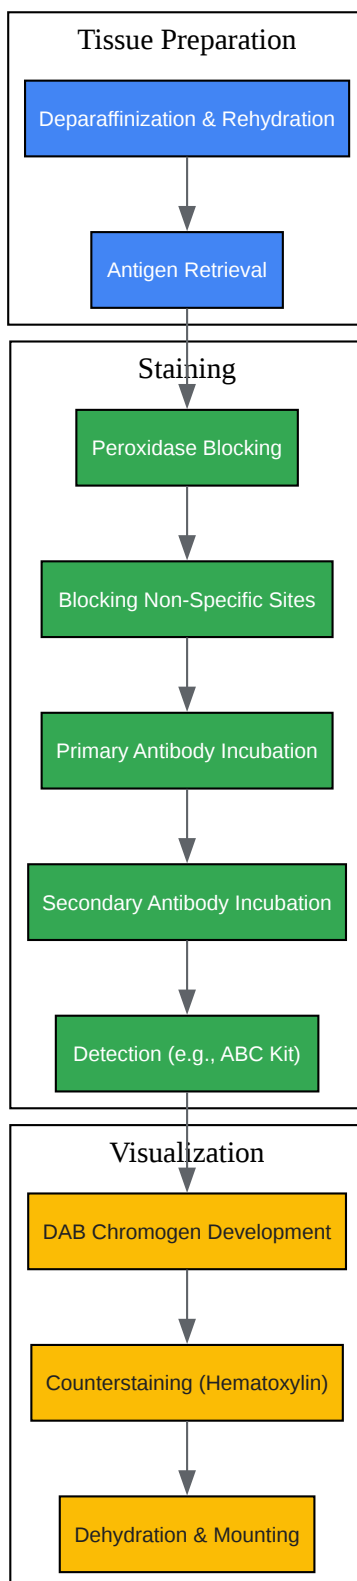 Tissue Preparation
Deparaffinization & Rehydration
Antigen Retrieval
Staining
Peroxidase Blocking
Blocking Non-Specific Sites
Primary Antibody Incubation
Secondary Antibody Incubation
Detection (e.g., ABC Kit)
Visualization
DAB Chromogen Development
Counterstaining (Hematoxylin)
Dehydration & Mounting